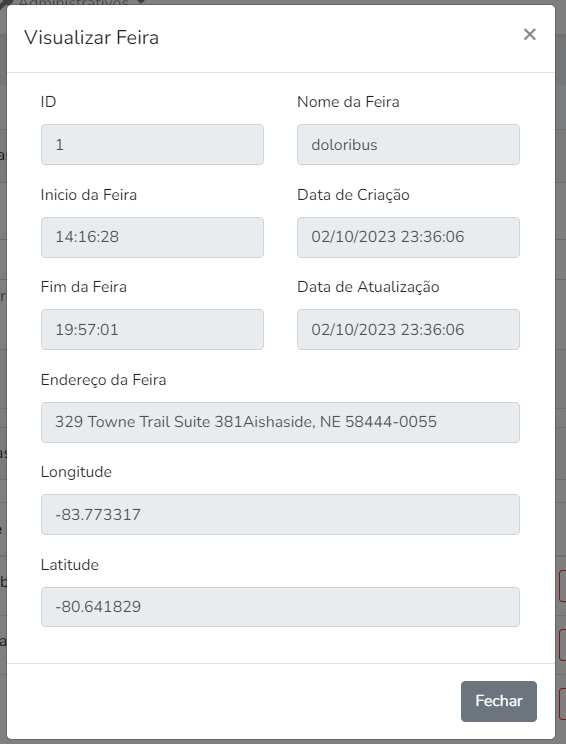 Administrativos
Visualizar Feira
×
ID
Nome da Feira
1
doloribus
Inicio da Feira
Data de Criação
14:16:28
02/10/2023 23:36:06
Fim da Feira
Data de Atualização
19:57:01
02/10/2023 23:36:06
Endereço da Feira
329 Towne Trail Suite 381Aishaside, NE 58444-0055
Longitude
-83.773317
Latitude
-80.641829
Fechar